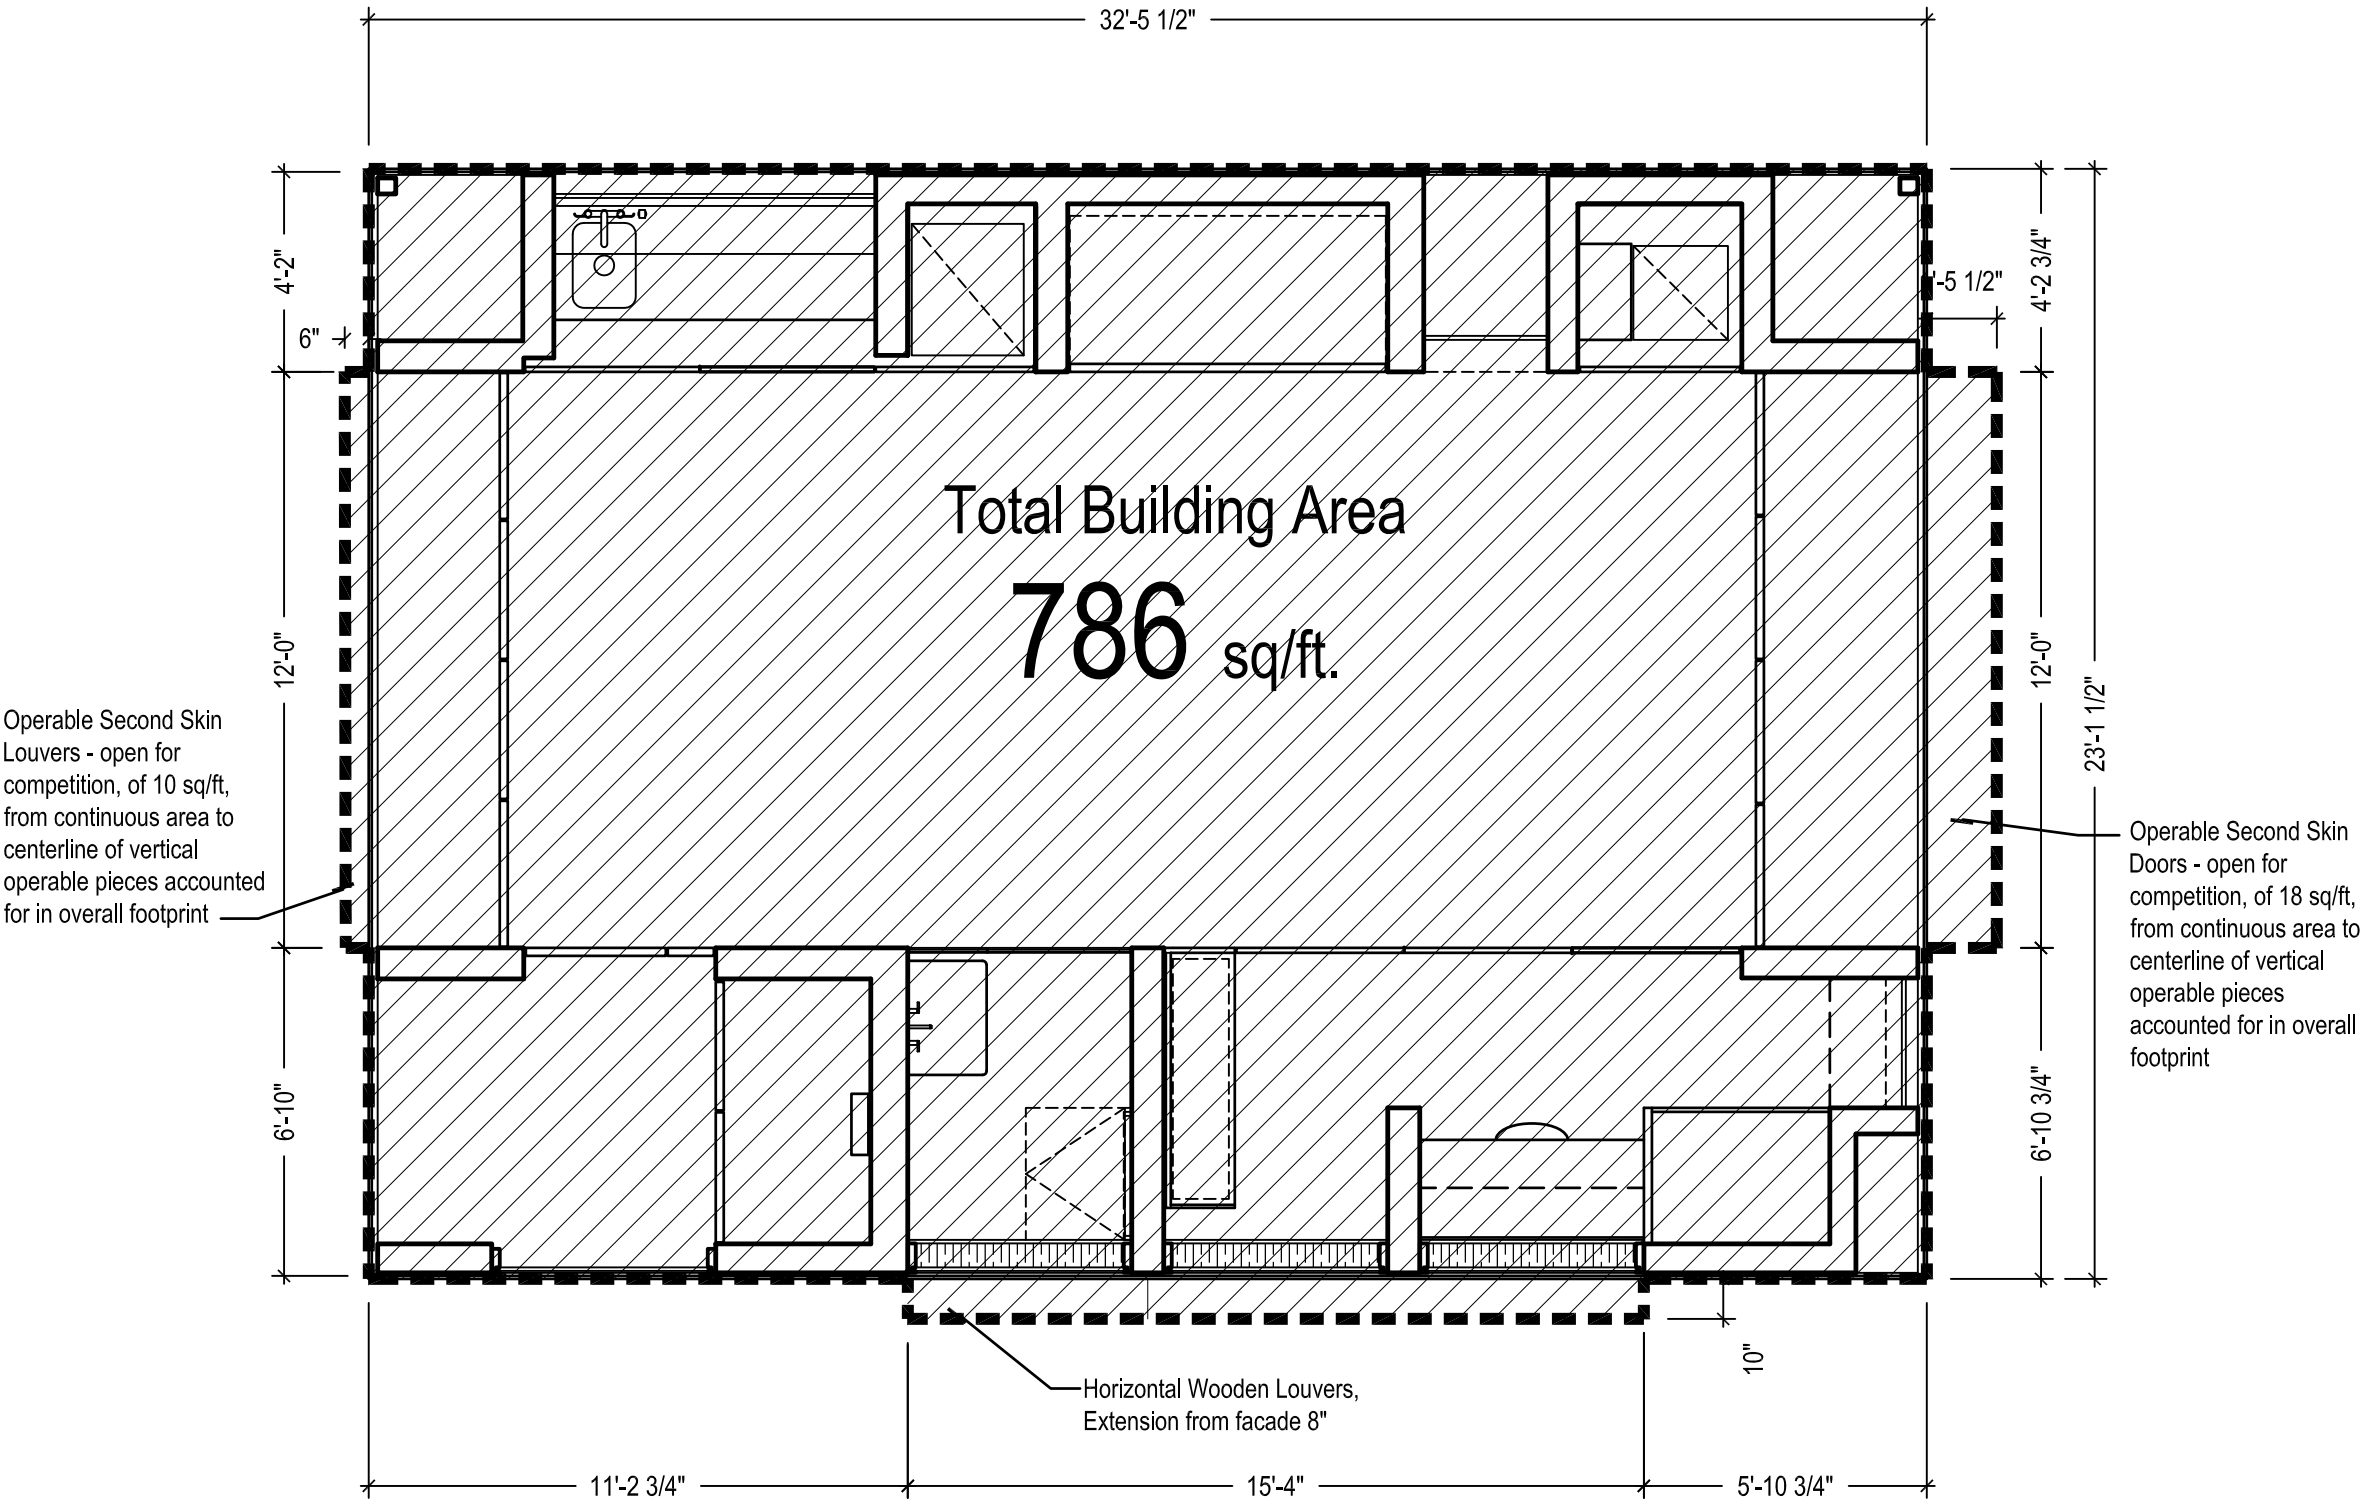 32'-5 1/2"
4'-2"
6"
12'-0"
6'-10"
'-5 1/2"
4'-2 3/4"
12'-0"
23'-1 1/2"
6'-10 3/4"
Total Building Area
786 sq/ft.
Operable Second Skin
Louvers - open for
competition, of 10 sq/ft,
from continuous area to
centerline of vertical
operable pieces accounted
for in overall footprint
Operable Second Skin
Doors - open for
competition, of 18 sq/ft,
from continuous area to
centerline of vertical
operable pieces
accounted for in overall
footprint
10"
Horizontal Wooden Louvers,
Extension from facade 8"
11'-2 3/4"
15'-4"
5'-10 3/4"